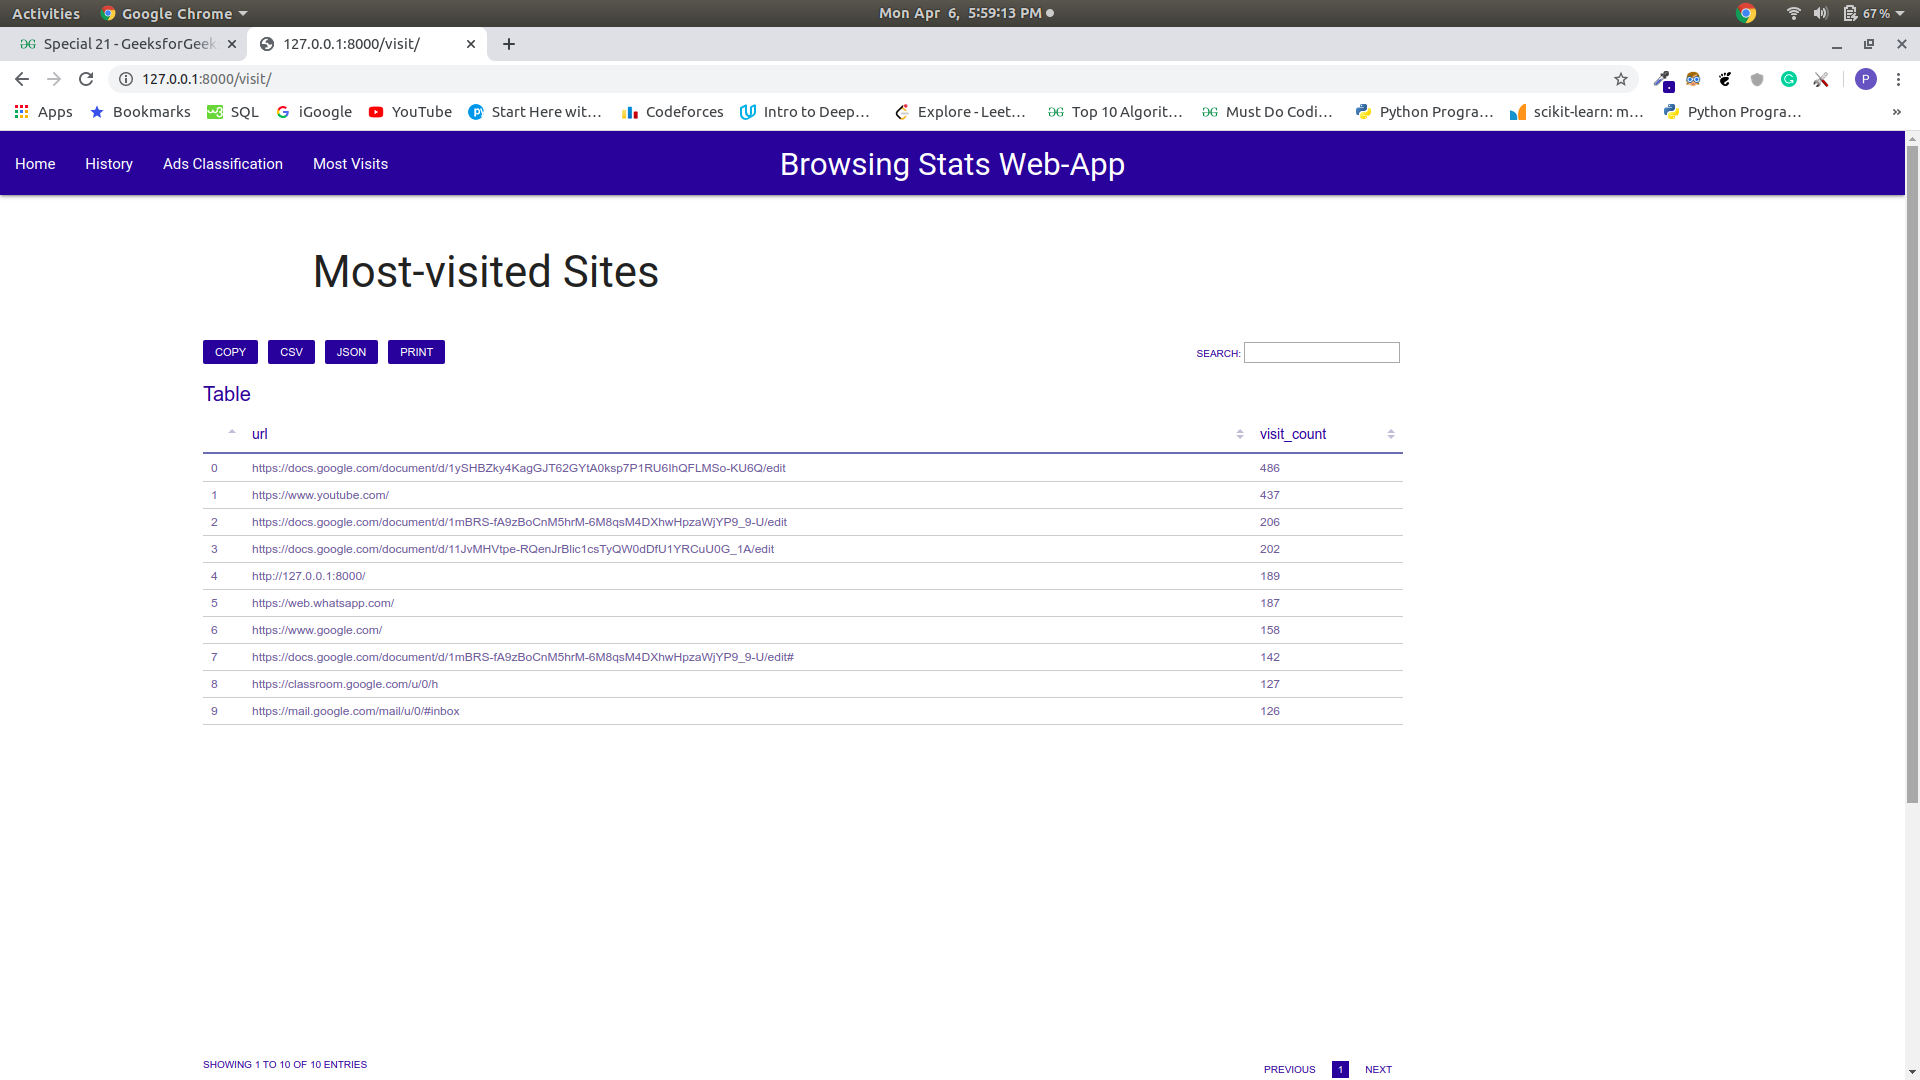 Activities Google Chrome Mon Apr 6, 5:59:13 PM 67 %
Special 21 - GeeksforGeek 127.0.0.1:8000/visit/
127.0.0.1:8000/visit/ P
Apps Bookmarks SQL iGoogle YouTube Start Here wit... Codeforces Intro to Deep... Explore - Leet... Top 10 Algorit... Must Do Codi... Python Progra... scikit-learn: m... Python Progra... »
Home History Ads Classification Most Visits Browsing Stats Web-App
Most-visited Sites
COPY CSV JSON PRINT SEARCH:
Table
url visit_count
0 https://docs.google.com/document/d/1ySHBZky4KagGJT62GYtA0ksp7P1RU6IhQFLMSo-KU6Q/edit 486
1 https://www.youtube.com/ 437
2 https://docs.google.com/document/d/1mBRS-fA9zBoCnM5hrM-6M8qsM4DXhwHpzaWjYP9_9-U/edit 206
3 https://docs.google.com/document/d/11JvMHVtpe-RQenJrBlic1csTyQW0dDfU1YRCuU0G_1A/edit 202
4 http://127.0.0.1:8000/ 189
5 https://web.whatsapp.com/ 187
6 https://www.google.com/ 158
7 https://docs.google.com/document/d/1mBRS-fA9zBoCnM5hrM-6M8qsM4DXhwHpzaWjYP9_9-U/edit# 142
8 https://classroom.google.com/u/0/h 127
9 https://mail.google.com/mail/u/0/#inbox 126
SHOWING 1 TO 10 OF 10 ENTRIES PREVIOUS 1 NEXT